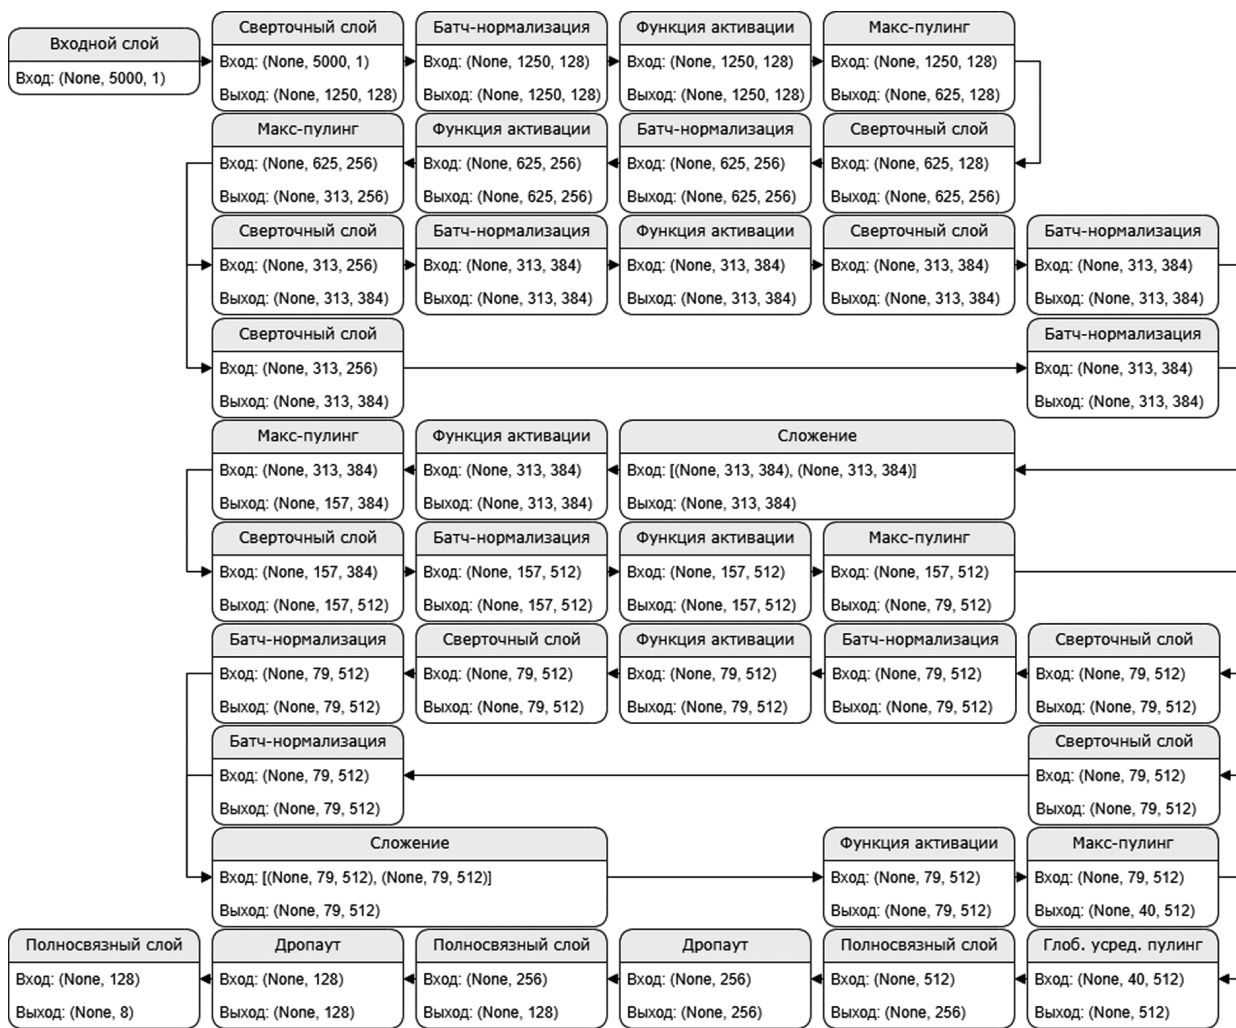 Входной слой
Вход: (None, 5000, 1)
Сверточный слой
Вход: (None, 5000, 1)
Выход: (None, 1250, 128)
Батч-нормализация
Вход: (None, 1250, 128)
Выход: (None, 1250, 128)
Функция активации
Вход: (None, 1250, 128)
Выход: (None, 1250, 128)
Макс-пулинг
Вход: (None, 1250, 128)
Выход: (None, 625, 128)
Макс-пулинг
Вход: (None, 625, 256)
Выход: (None, 313, 256)
Функция активации
Вход: (None, 625, 256)
Выход: (None, 625, 256)
Батч-нормализация
Вход: (None, 625, 256)
Выход: (None, 625, 256)
Сверточный слой
Вход: (None, 625, 128)
Выход: (None, 625, 256)
Сверточный слой
Вход: (None, 313, 256)
Выход: (None, 313, 384)
Батч-нормализация
Вход: (None, 313, 384)
Выход: (None, 313, 384)
Функция активации
Вход: (None, 313, 384)
Выход: (None, 313, 384)
Сверточный слой
Вход: (None, 313, 384)
Выход: (None, 313, 384)
Батч-нормализация
Вход: (None, 313, 384)
Выход: (None, 313, 384)
Сверточный слой
Вход: (None, 313, 256)
Выход: (None, 313, 384)
Батч-нормализация
Вход: (None, 313, 384)
Выход: (None, 313, 384)
Макс-пулинг
Вход: (None, 313, 384)
Выход: (None, 157, 384)
Функция активации
Вход: (None, 313, 384)
Выход: (None, 313, 384)
Сложение
Вход: [(None, 313, 384), (None, 313, 384)]
Выход: (None, 313, 384)
Сверточный слой
Вход: (None, 157, 384)
Выход: (None, 157, 512)
Батч-нормализация
Вход: (None, 157, 512)
Выход: (None, 157, 512)
Функция активации
Вход: (None, 157, 512)
Выход: (None, 157, 512)
Макс-пулинг
Вход: (None, 157, 512)
Выход: (None, 79, 512)
Батч-нормализация
Вход: (None, 79, 512)
Выход: (None, 79, 512)
Сверточный слой
Вход: (None, 79, 512)
Выход: (None, 79, 512)
Функция активации
Вход: (None, 79, 512)
Выход: (None, 79, 512)
Батч-нормализация
Вход: (None, 79, 512)
Выход: (None, 79, 512)
Сверточный слой
Вход: (None, 79, 512)
Выход: (None, 79, 512)
Батч-нормализация
Вход: (None, 79, 512)
Выход: (None, 79, 512)
Сверточный слой
Вход: (None, 79, 512)
Выход: (None, 79, 512)
Сложение
Вход: [(None, 79, 512), (None, 79, 512)]
Выход: (None, 79, 512)
Функция активации
Вход: (None, 79, 512)
Выход: (None, 79, 512)
Макс-пулинг
Вход: (None, 79, 512)
Выход: (None, 40, 512)
Полносвязный слой
Вход: (None, 128)
Выход: (None, 8)
Дропаут
Вход: (None, 128)
Выход: (None, 128)
Полносвязный слой
Вход: (None, 256)
Выход: (None, 128)
Дропаут
Вход: (None, 256)
Выход: (None, 256)
Полносвязный слой
Вход: (None, 512)
Выход: (None, 256)
Глоб. усред. пулинг
Вход: (None, 40, 512)
Выход: (None, 512)